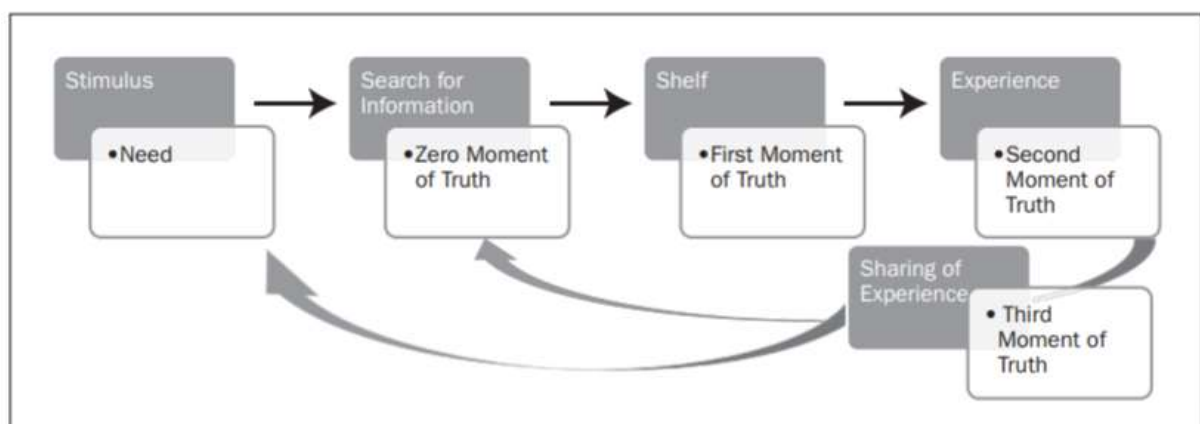 Stimulus
•Need
Search for
Information
•Zero Moment
of Truth
Shelf
•First Moment
of Truth
Experience
•Second
Moment of
Truth
Sharing of
Experience
• Third
Moment of
Truth